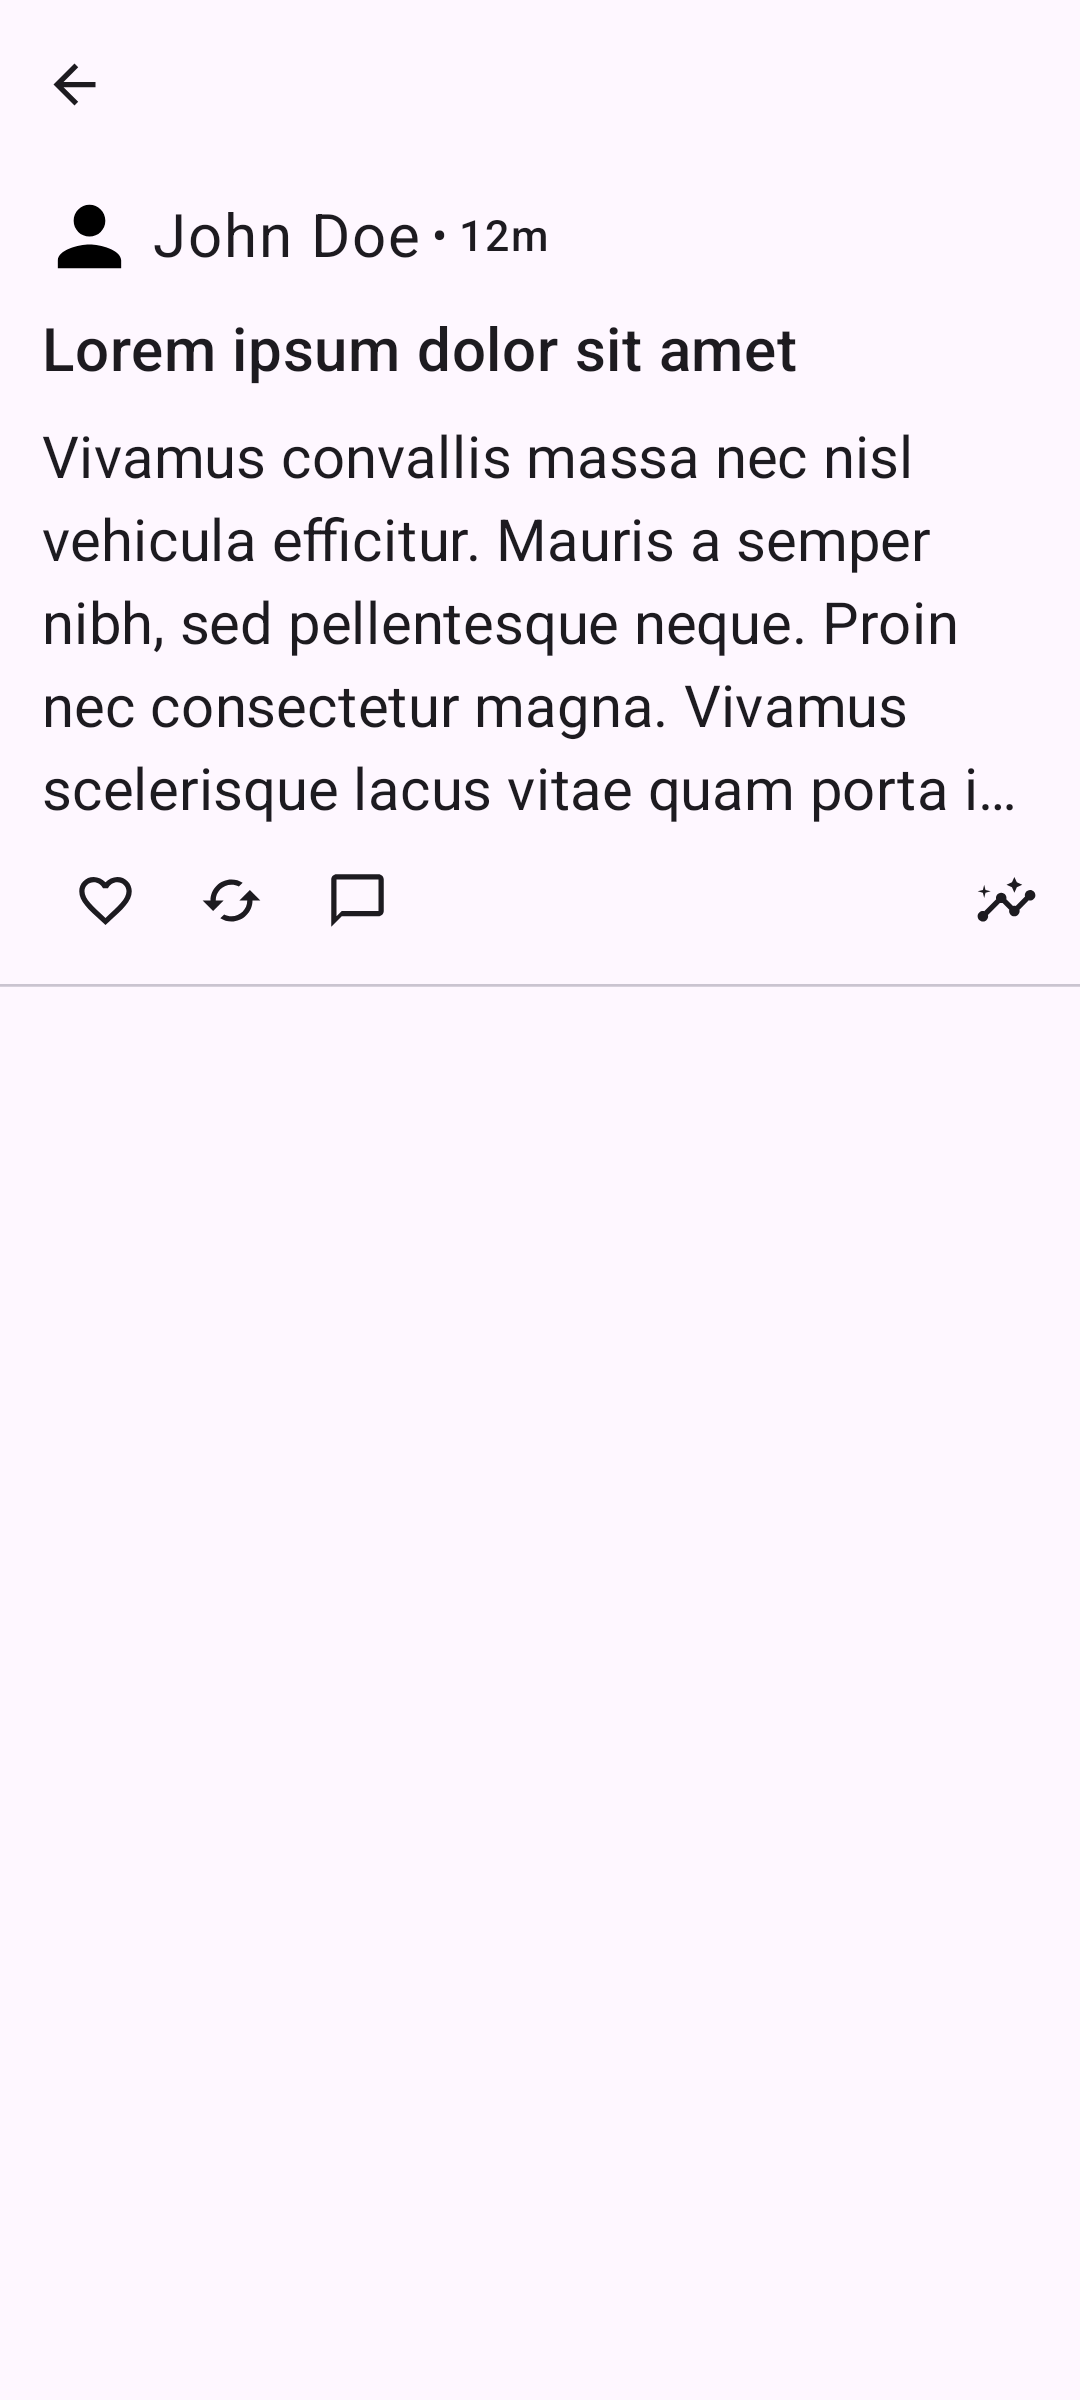 John Doe • 12m
Lorem ipsum dolor sit amet
Vivamus convallis massa nec nisl
vehicula efficitur. Mauris a semper
nibh, sed pellentesque neque. Proin
nec consectetur magna. Vivamus
scelerisque lacus vitae quam porta i…